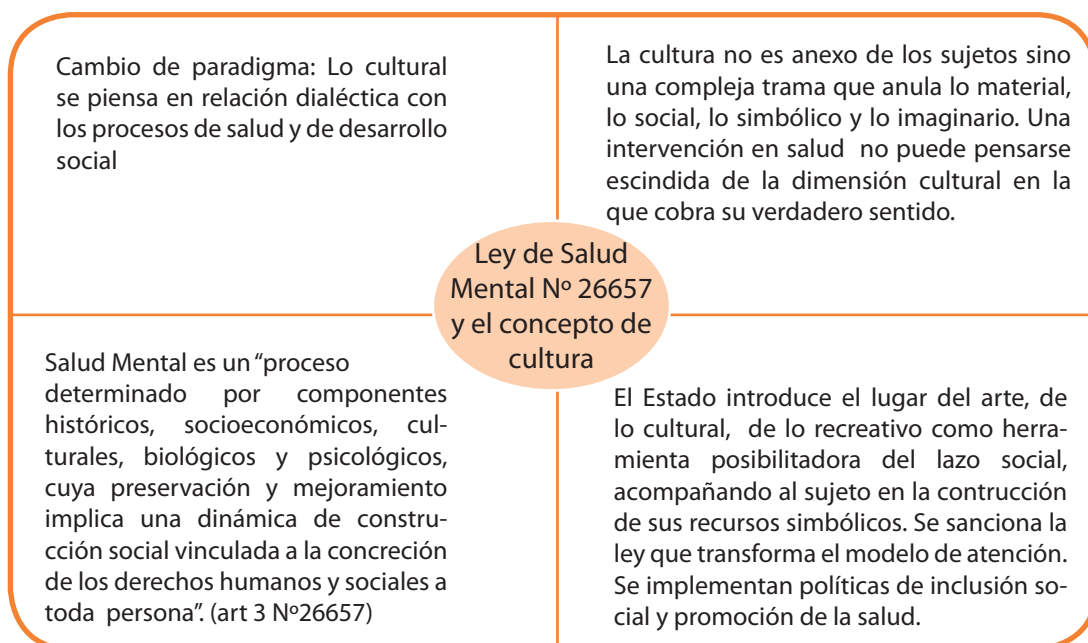 Cambio de paradigma: Lo cultural
se piensa en relación dialéctica con
los procesos de salud y de desarrollo
social
La cultura no es anexo de los sujetos sino
una compleja trama que anula lo material,
lo social, lo simbólico y lo imaginario. Una
intervención en salud no puede pensarse
escindida de la dimensión cultural en la
que cobra su verdadero sentido.
Ley de Salud
Mental Nº 26657
y el concepto de
cultura
Salud Mental es un “proceso
determinado por componentes
históricos, socioeconómicos, cul-
turales, biológicos y psicológicos,
cuya preservación y mejoramiento
implica una dinámica de constru-
cción social vinculada a la concreción
de los derechos humanos y sociales a
toda persona”. (art 3 Nº26657)
El Estado introduce el lugar del arte, de
lo cultural, de lo recreativo como herra-
mienta posibilitadora del lazo social,
acompañando al sujeto en la contrucción
de sus recursos simbólicos. Se sanciona la
ley que transforma el modelo de atención.
Se implementan políticas de inclusión so-
cial y promoción de la salud.